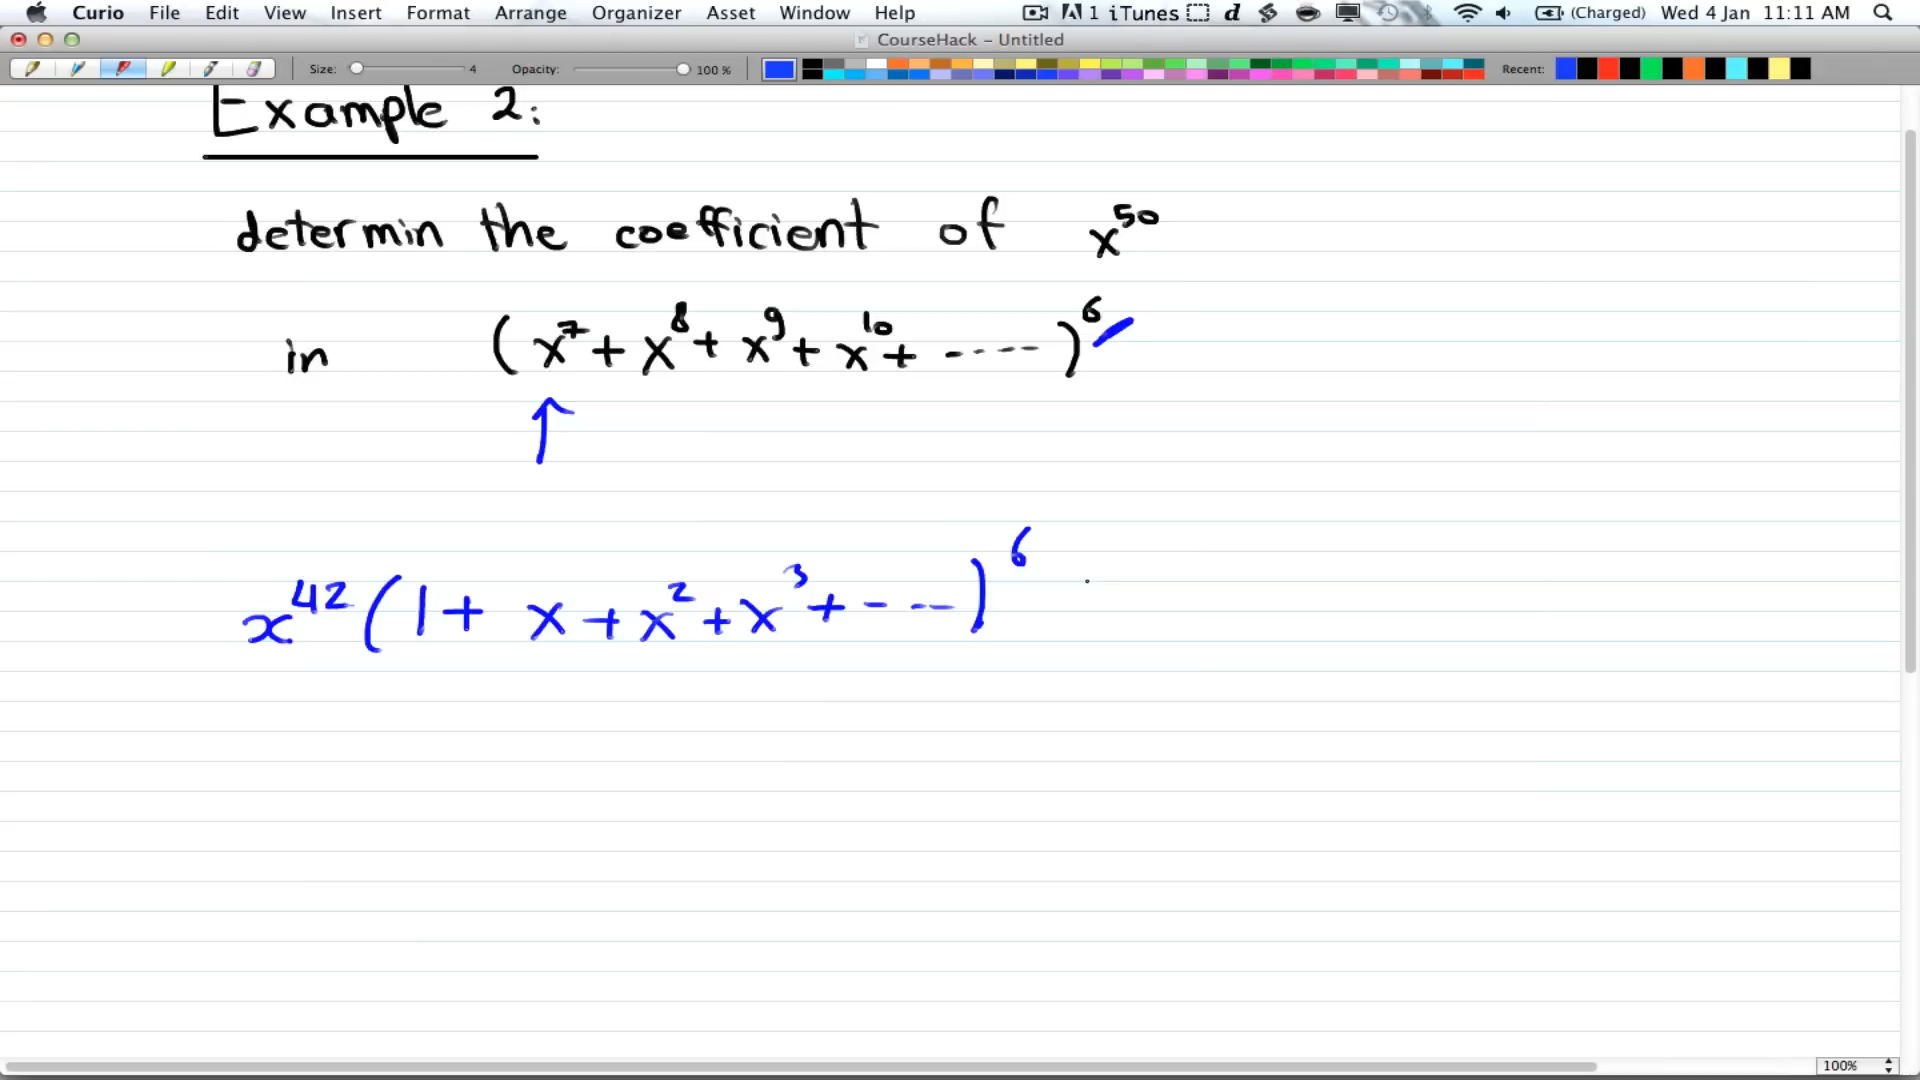 Curio File Edit View Insert Format Arrange Organizer Asset Window Help 1 iTunes d (Charged) Wed 4 Jan 11:11 AM
CourseHack – Untitled
Size: 4 Opacity: 100 % Recent:
Example 2:
determin the coefficient of x^50
in (x^7 + x^8 + x^9 + x^10 + ------)^6
x^42 (1 + x + x^2 + x^3 + - --)^6
100%